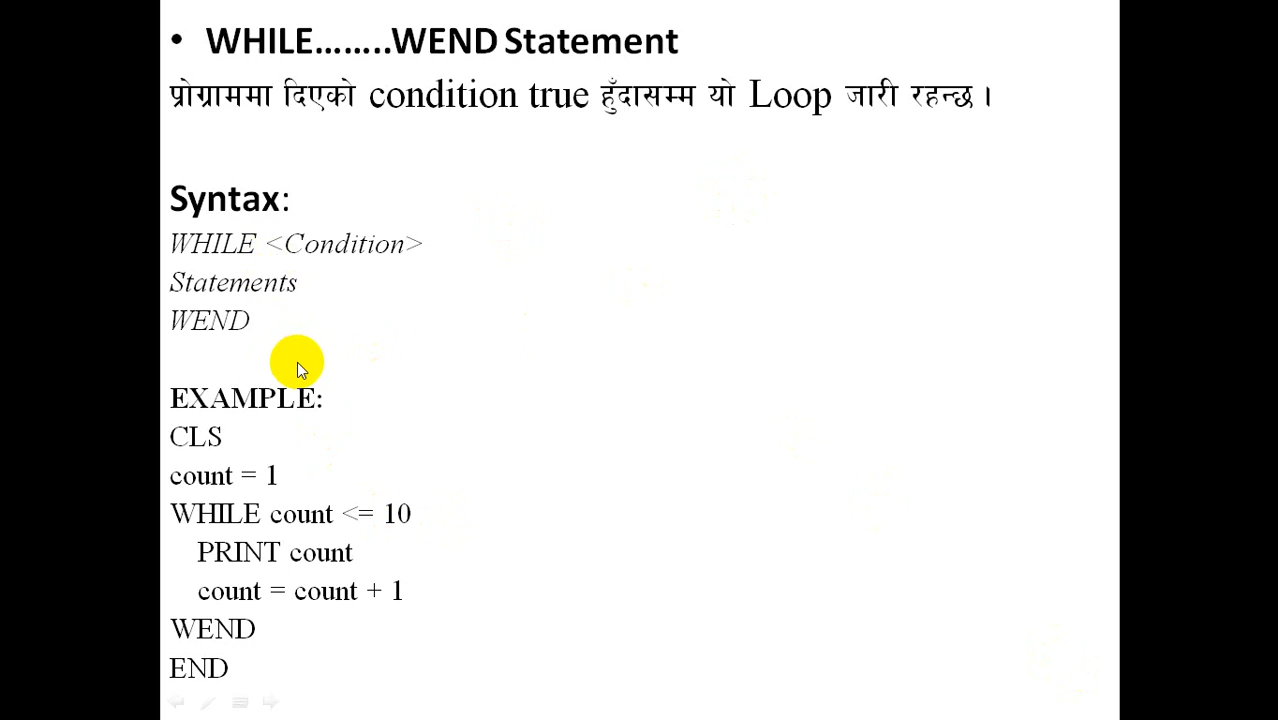 • WHILE……..WEND Statement
प्रोग्राममा दिएको condition true हुँदासम्म यो Loop जारी रहन्छ ।
Syntax:
WHILE <Condition>
Statements
WEND
EXAMPLE:
CLS
count = 1
WHILE count <= 10
PRINT count
count = count + 1
WEND
END